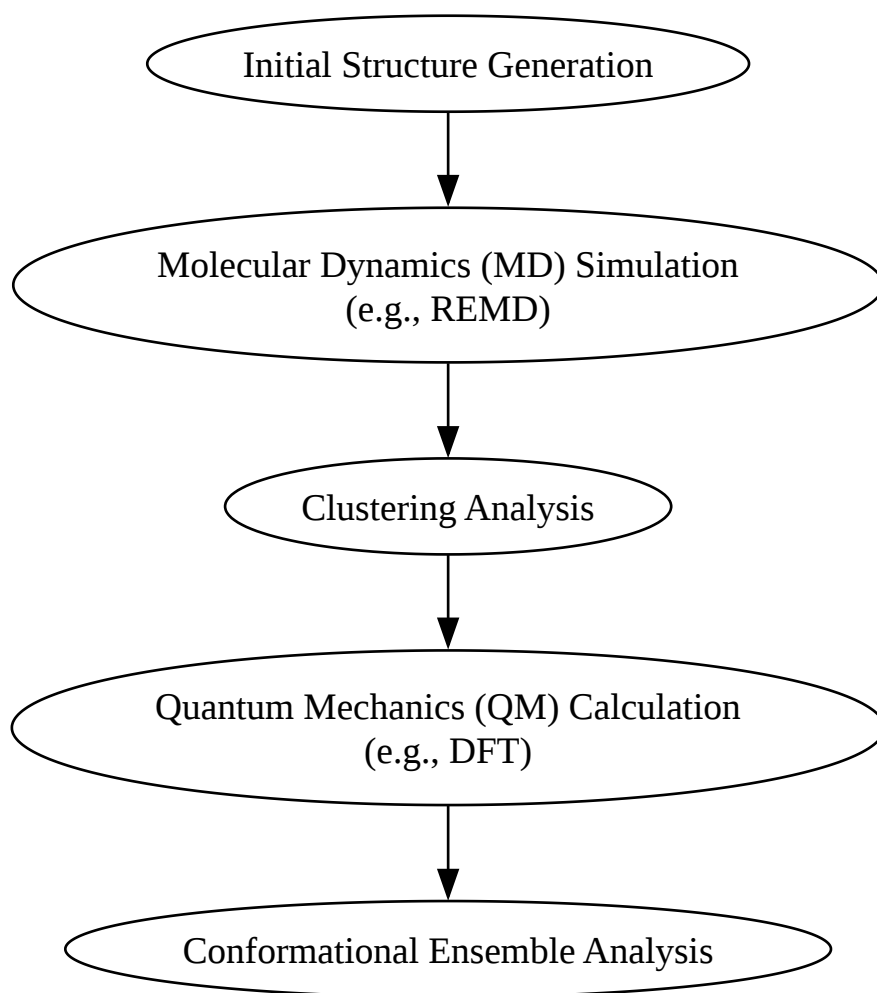 Initial Structure Generation
Molecular Dynamics (MD) Simulation
(e.g., REMD)
Clustering Analysis
Quantum Mechanics (QM) Calculation
(e.g., DFT)
Conformational Ensemble Analysis